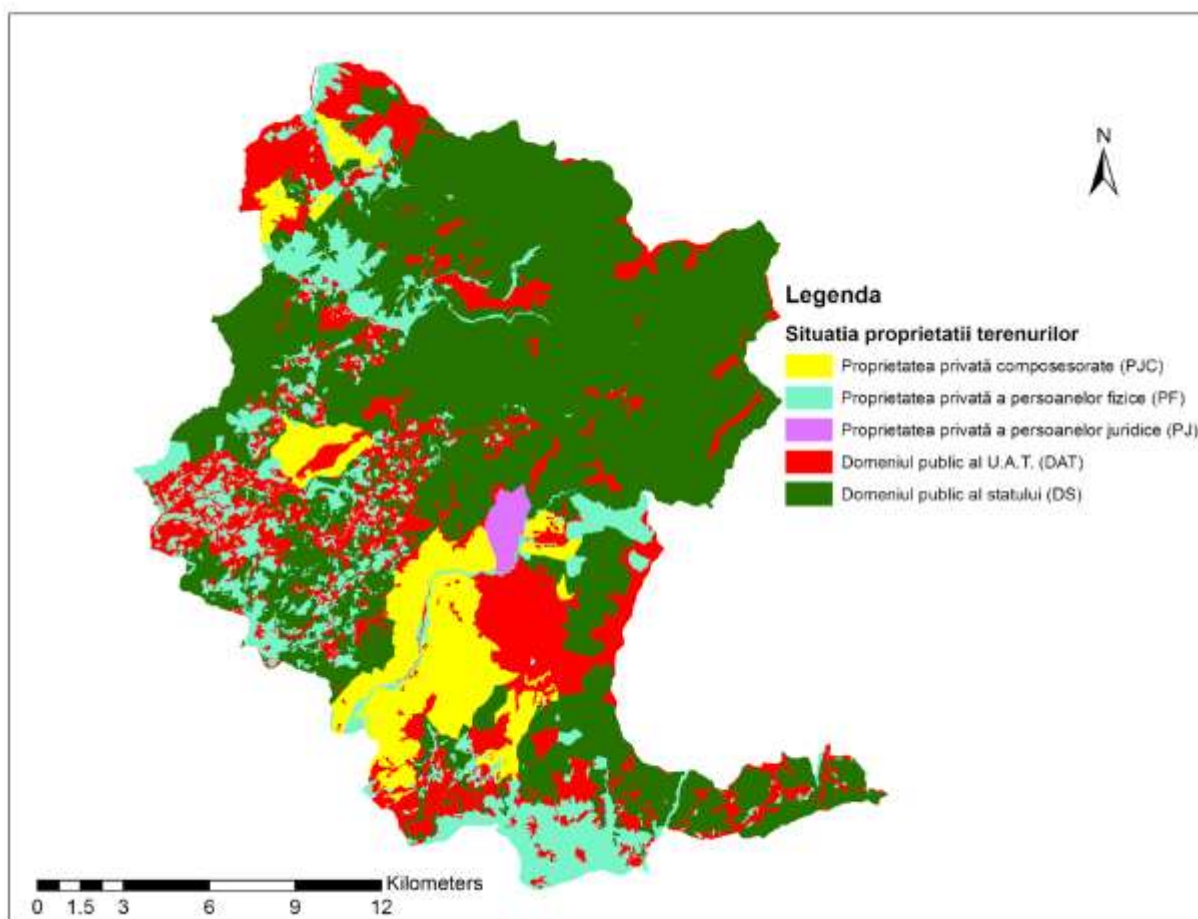 N
Legenda
Situatia proprietatii terenurilor
Proprietatea privată composesorate (PJC)
Proprietatea privată a persoanelor fizice (PF)
Proprietatea privată a persoanelor juridice (PJ)
Domeniul public al U.A.T. (DAT)
Domeniul public al statului (DS)
Kilometers
0 1.5 3 6 9 12